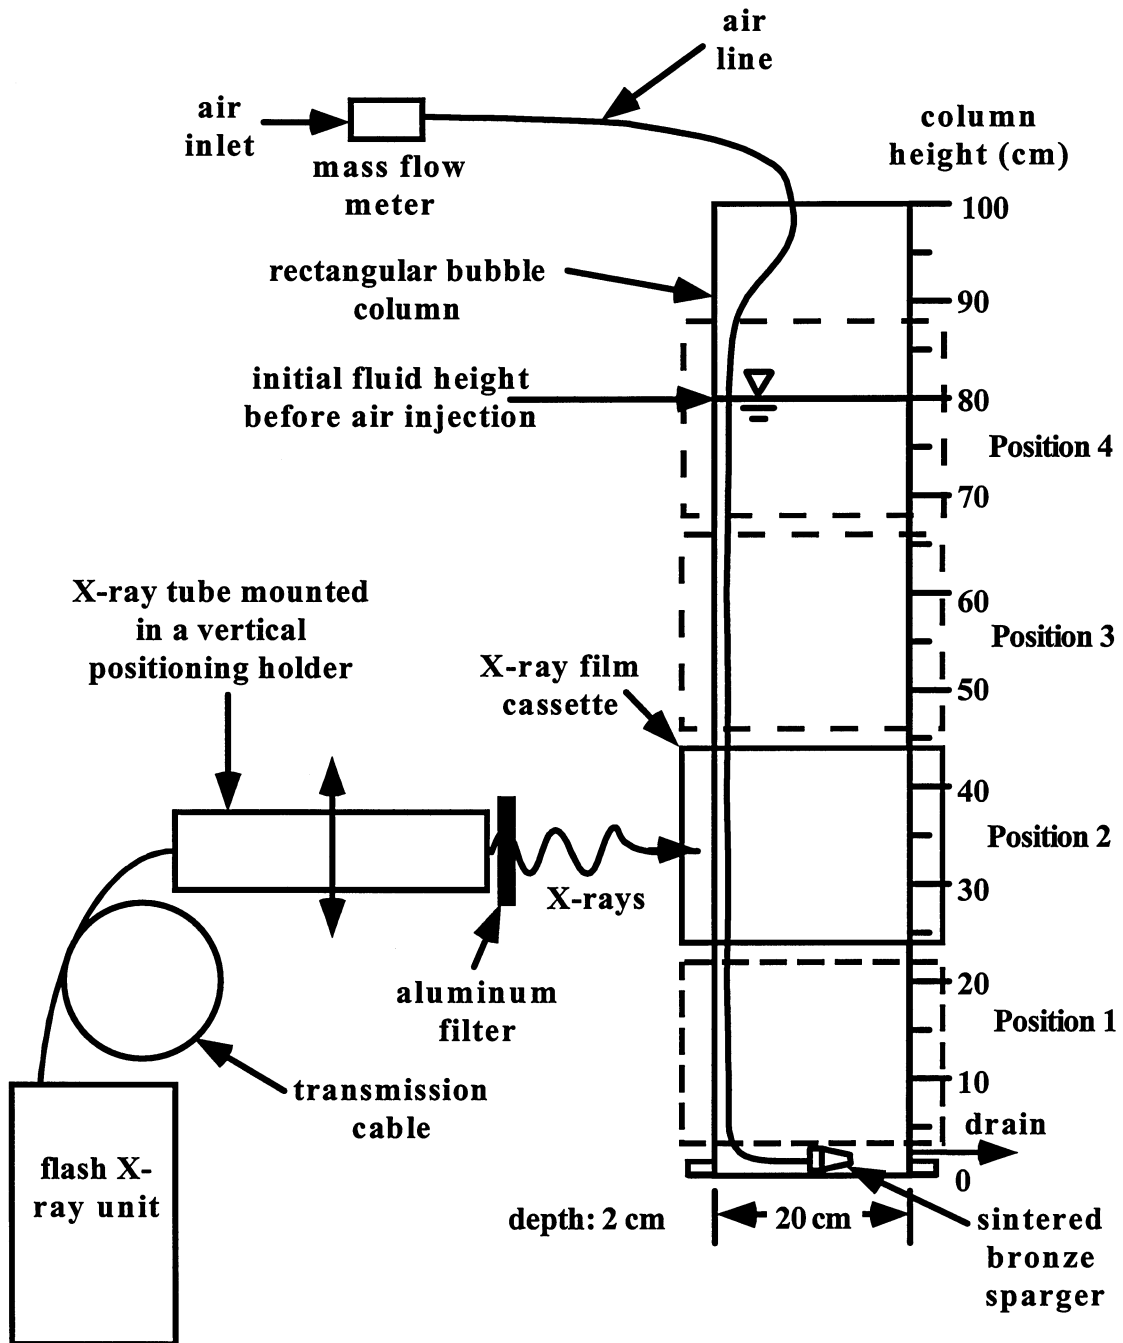 air
line
air
inlet
mass flow
meter
column
height (cm)
100
rectangular bubble
column
90
initial fluid height
before air injection
80
Position 4
70
X-ray tube mounted
in a vertical
positioning holder
60
Position 3
X-ray film
cassette
50
40
Position 2
30
X-rays
aluminum
filter
20
Position 1
10
transmission
cable
drain
flash X-
ray unit
0
depth: 2 cm
20 cm
sintered
bronze
sparger